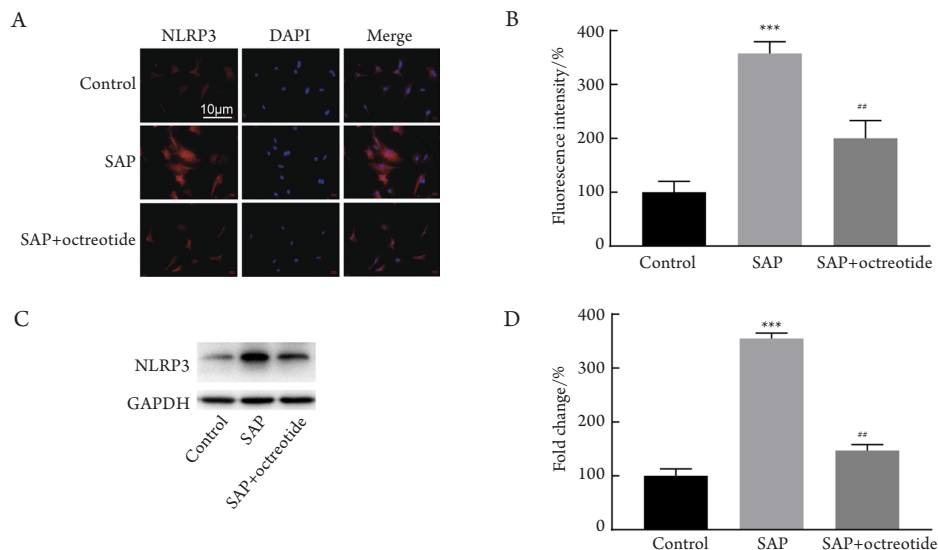 A
NLRP3 DAPI Merge
Control
10μm
SAP
SAP+octreotide
B
Fluorescence intensity/%
400
300
200
100
0
***
##
Control SAP SAP+octreotide
C
NLRP3
GAPDH
Control
SAP
SAP+octreotide
D
Fold change/%
400
300
200
100
0
***
##
Control SAP SAP+octreotide